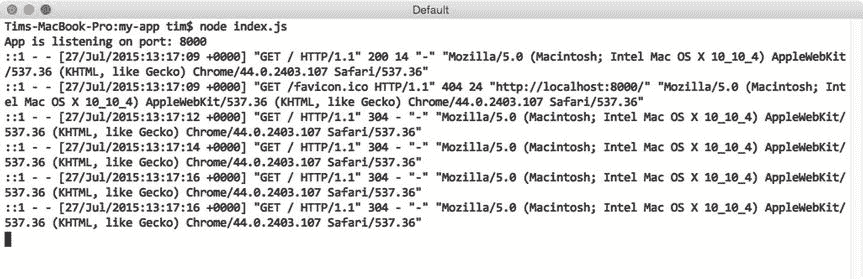 Default
Tims-MacBook-Pro:my-app tim$ node index.js
App is listening on port: 8000
::1 - - [27/Jul/2015:13:17:09 +0000] "GET / HTTP/1.1" 200 14 "-" "Mozilla/5.0 (Macintosh; Intel Mac OS X 10_10_4) AppleWebKit
/537.36 (KHTML, like Gecko) Chrome/44.0.2403.107 Safari/537.36"
::1 - - [27/Jul/2015:13:17:09 +0000] "GET /favicon.ico HTTP/1.1" 404 24 "http://localhost:8000/" "Mozilla/5.0 (Macintosh; Int
el Mac OS X 10_10_4) AppleWebKit/537.36 (KHTML, like Gecko) Chrome/44.0.2403.107 Safari/537.36"
::1 - - [27/Jul/2015:13:17:12 +0000] "GET / HTTP/1.1" 304 - "-" "Mozilla/5.0 (Macintosh; Intel Mac OS X 10_10_4) AppleWebKit/
537.36 (KHTML, like Gecko) Chrome/44.0.2403.107 Safari/537.36"
::1 - - [27/Jul/2015:13:17:14 +0000] "GET / HTTP/1.1" 304 - "-" "Mozilla/5.0 (Macintosh; Intel Mac OS X 10_10_4) AppleWebKit/
537.36 (KHTML, like Gecko) Chrome/44.0.2403.107 Safari/537.36"
::1 - - [27/Jul/2015:13:17:16 +0000] "GET / HTTP/1.1" 304 - "-" "Mozilla/5.0 (Macintosh; Intel Mac OS X 10_10_4) AppleWebKit/
537.36 (KHTML, like Gecko) Chrome/44.0.2403.107 Safari/537.36"
::1 - - [27/Jul/2015:13:17:16 +0000] "GET / HTTP/1.1" 304 - "-" "Mozilla/5.0 (Macintosh; Intel Mac OS X 10_10_4) AppleWebKit/
537.36 (KHTML, like Gecko) Chrome/44.0.2403.107 Safari/537.36"